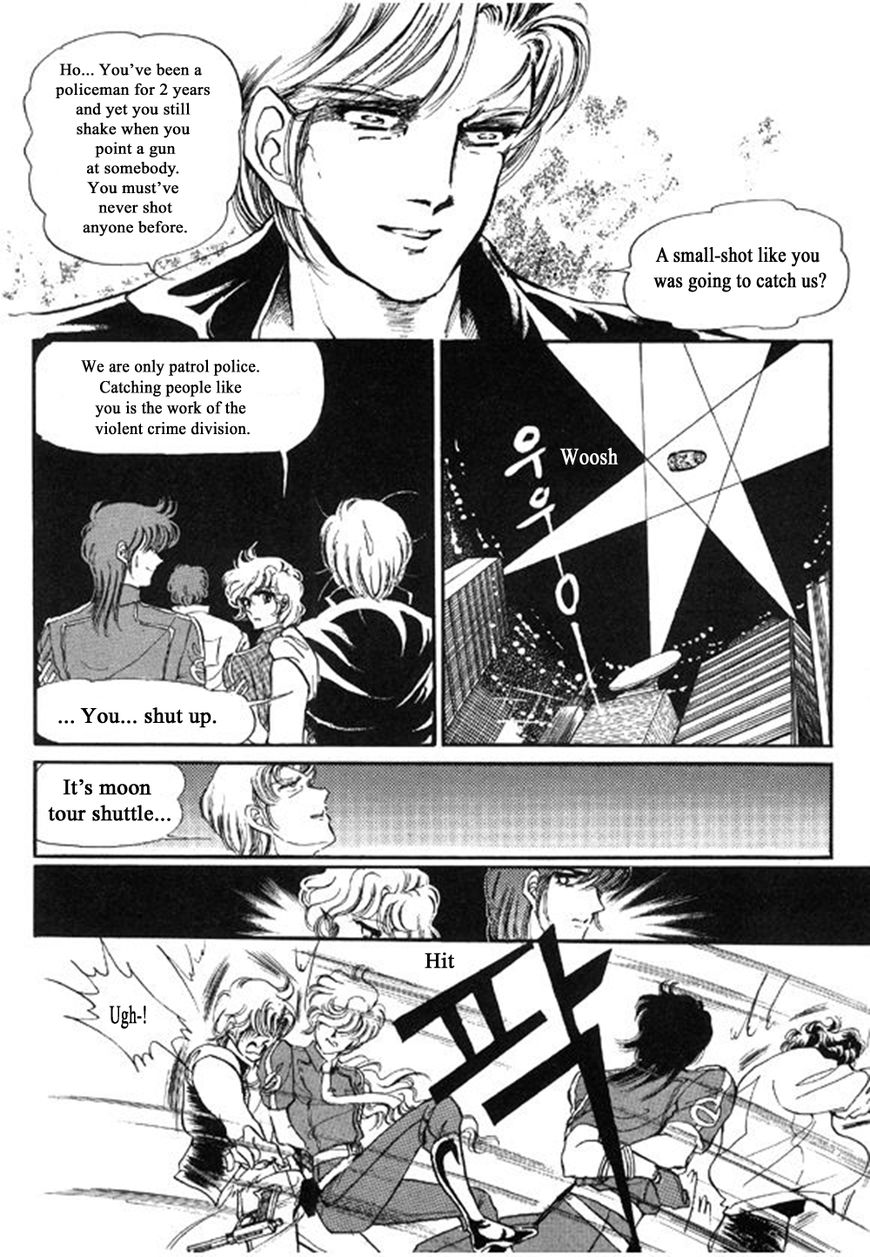 Ho... You've been a
policeman for 2 years
and yet you still
shake when you
point a gun
at somebody.
You must've
never shot
anyone before.
A small-shot like you
was going to catch us?
We are only patrol police.
Catching people like
you is the work of the
violent crime division.
... You... shut up.
우우웅
Woosh
It's moon
tour shuttle...
Hit
팍
Ugh-!